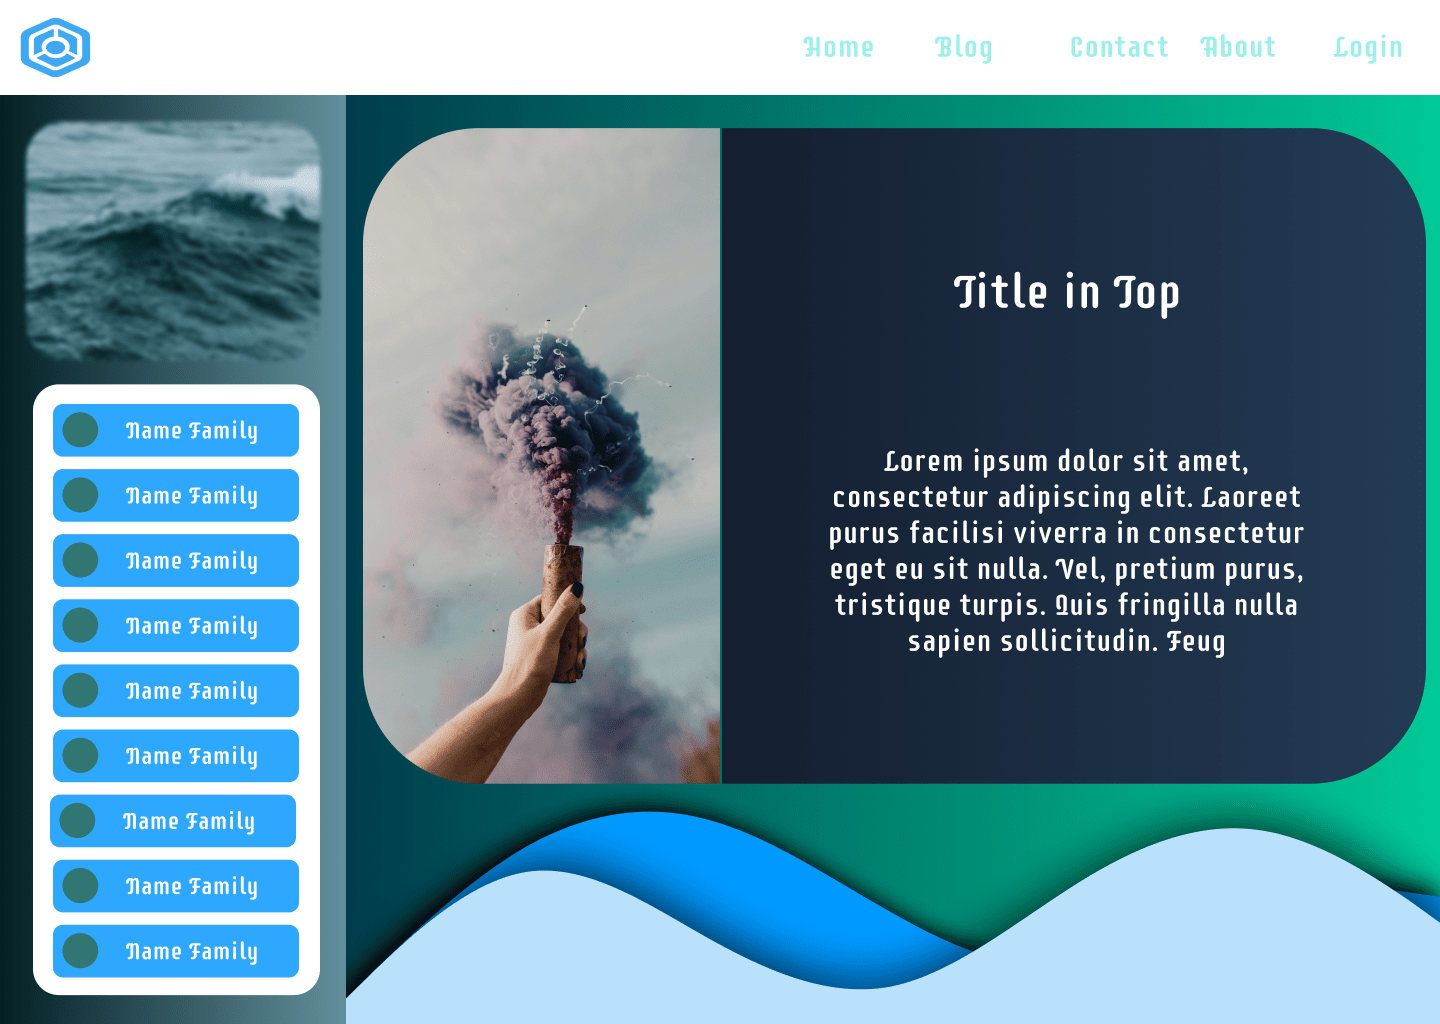 Home Blog Contact About Login
Name Family
Name Family
Name Family
Name Family
Name Family
Name Family
Name Family
Name Family
Name Family
Title in Top
Lorem ipsum dolor sit amet,
consectetur adipiscing elit. Laoreet
purus facilisi viverra in consectetur
eget eu sit nulla. Vel, pretium purus,
tristique turpis. Quis fringilla nulla
sapien sollicitudin. Feug